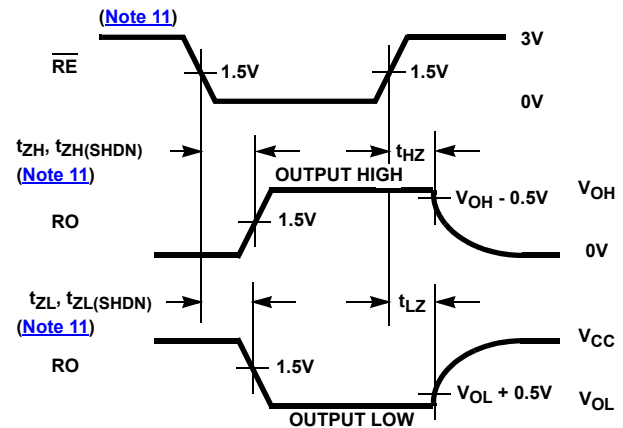 (Note 11)
RE
3V
1.5V
1.5V
0V
tZH, tZH(SHDN)
(Note 11)
tHZ
OUTPUT HIGH
VOH - 0.5V
VOH
RO
1.5V
0V
tZL, tZL(SHDN)
(Note 11)
tLZ
VCC
RO
1.5V
VOL + 0.5V
VOL
OUTPUT LOW